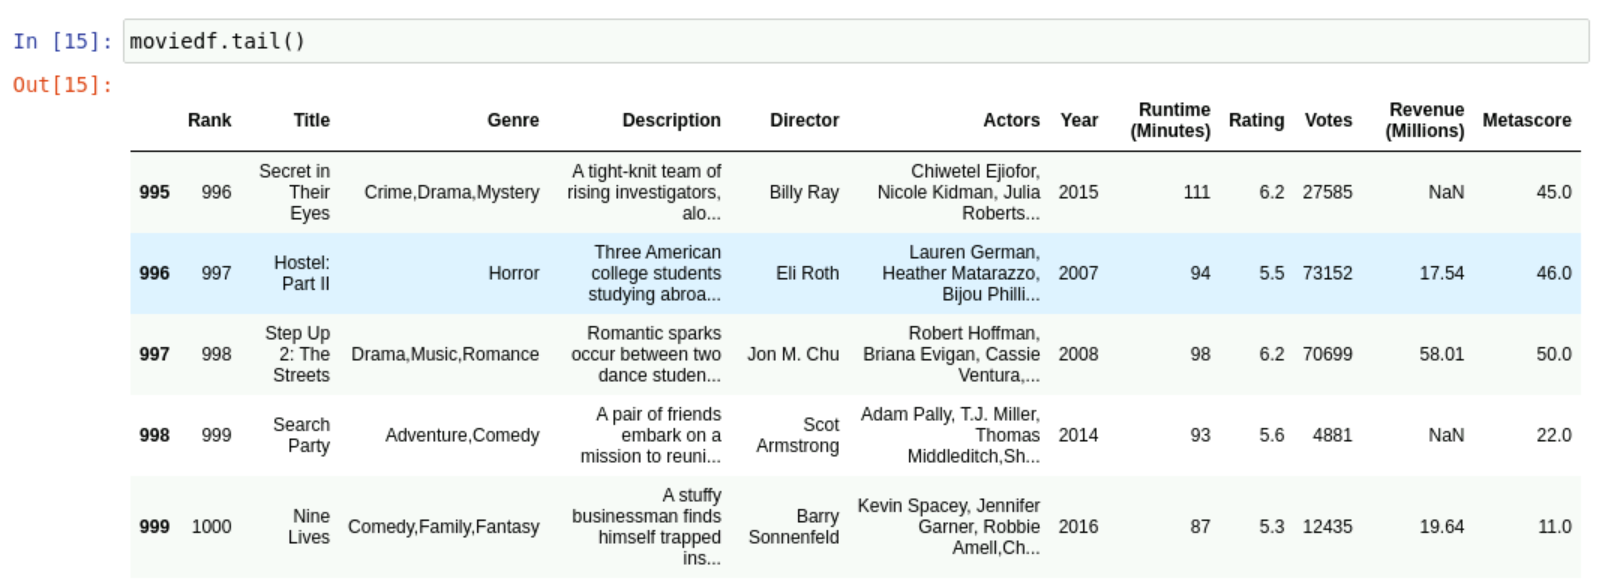 In [15]: moviedf.tail()
Out[15]:
Rank Title Genre Description Director Actors Year Runtime (Minutes) Rating Votes Revenue (Millions) Metascore
995 996 Secret in Their Eyes Crime,Drama,Mystery A tight-knit team of rising investigators, alo... Billy Ray Chiwetel Ejiofor, Nicole Kidman, Julia Roberts... 2015 111 6.2 27585 NaN 45.0
996 997 Hostel: Part II Horror Three American college students studying abroa... Eli Roth Lauren German, Heather Matarazzo, Bijou Philli... 2007 94 5.5 73152 17.54 46.0
997 998 Step Up 2: The Streets Drama,Music,Romance Romantic sparks occur between two dance studen... Jon M. Chu Robert Hoffman, Briana Evigan, Cassie Ventura,... 2008 98 6.2 70699 58.01 50.0
998 999 Search Party Adventure,Comedy A pair of friends embark on a mission to reuni... Scot Armstrong Adam Pally, T.J. Miller, Thomas Middleditch,Sh... 2014 93 5.6 4881 NaN 22.0
999 1000 Nine Lives Comedy,Family,Fantasy A stuffy businessman finds himself trapped ins... Barry Sonnenfeld Kevin Spacey, Jennifer Garner, Robbie Amell,Ch... 2016 87 5.3 12435 19.64 11.0